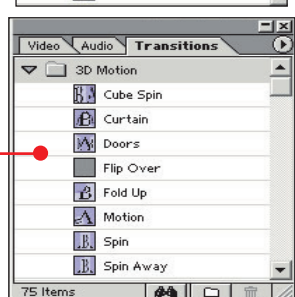 Video Audio Transitions
3D Motion
Cube Spin
Curtain
Doors
Flip Over
Fold Up
Motion
Spin
Spin Away
75 Items